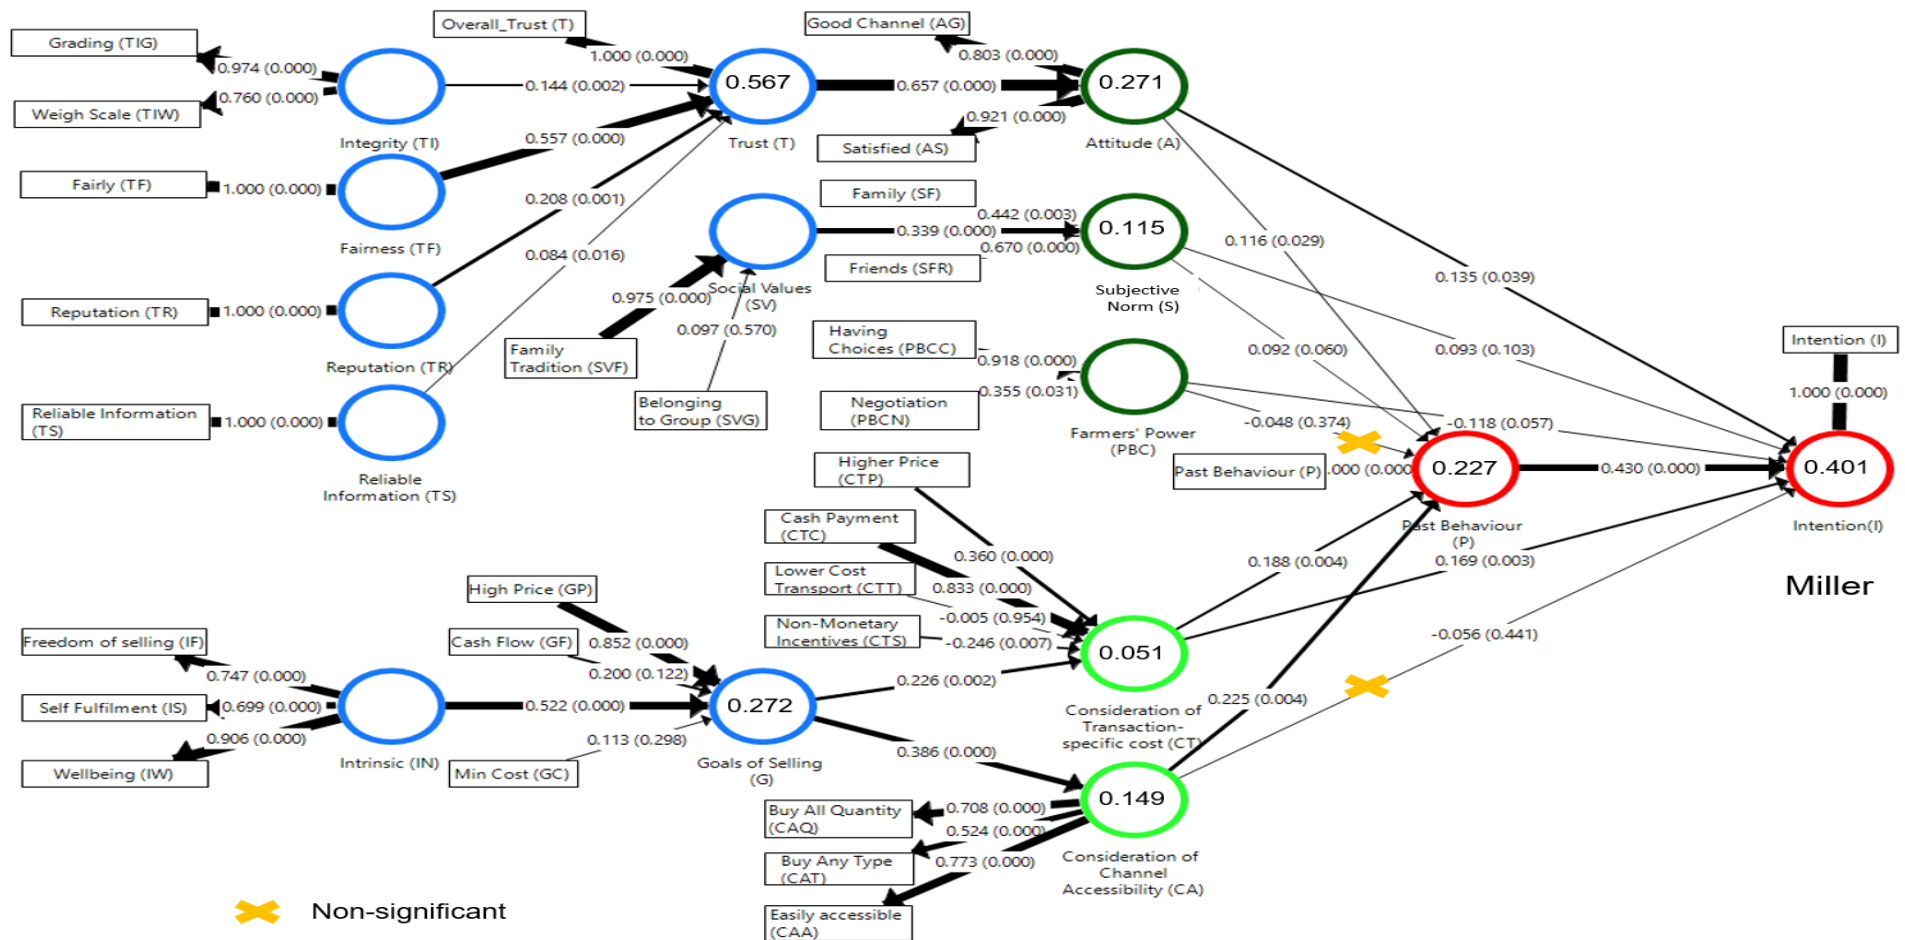 Overall_Trust (T)
Good Channel (AG)
Grading (TIG)
1.000 (0.000)
0.803 (0.000)
0.974 (0.000)
0.567
0.271
0.144 (0.002)
0.657 (0.000)
0.760 (0.000)
Weigh Scale (TIW)
0.921 (0.000)
Integrity (TI)
0.557 (0.000)
Trust (T)
Satisfied (AS)
Attitude (A)
Fairly (TF)
1.000 (0.000)
Family (SF)
0.208 (0.001)
0.442 (0.003)
0.339 (0.000)
0.115
0.670 (0.000)
0.116 (0.029)
Fairness (TF)
0.084 (0.016)
Friends (SFR)
0.135 (0.039)
Social Values
(SV)
0.975 (0.000)
Subjective
Norm (S)
Reputation (TR)
1.000 (0.000)
0.097 (0.570)
Having
Choices (PBCC)
Intention (I)
Family
Tradition (SVF)
0.918 (0.000)
0.092 (0.060)
0.093 (0.103)
Reputation (TR)
0.355 (0.031)
1.000 (0.000)
Belonging
to Group (SVG)
Negotiation
(PBCN)
Reliable Information
(TS)
1.000 (0.000)
-0.048 (0.374)
-0.118 (0.057)
Farmers' Power
(PBC)
Higher Price
(CTP)
Past Behaviour (P)
.000 (0.000)
0.227
0.430 (0.000)
0.401
Reliable
Information (TS)
Cash Payment
(CTC)
Past Behaviour
(P)
Intention(I)
0.360 (0.000)
0.188 (0.004)
0.169 (0.003)
Lower Cost
Transport (CTT)
0.833 (0.000)
Miller
High Price (GP)
-0.005 (0.954)
Non-Monetary
Incentives (CTS)
-0.246 (0.007)
-0.056 (0.441)
Freedom of selling (IF)
Cash Flow (GF)
0.852 (0.000)
0.051
0.747 (0.000)
0.200 (0.122)
0.226 (0.002)
Self Fulfilment (IS)
0.699 (0.000)
0.522 (0.000)
0.272
0.225 (0.004)
Consideration of
Transaction-
specific cost (CT)
0.906 (0.000)
0.113 (0.298)
0.386 (0.000)
Wellbeing (IW)
Intrinsic (IN)
Min Cost (GC)
Goals of Selling
(G)
Buy All Quantity
(CAQ)
0.708 (0.000)
0.149
0.524 (0.000)
Buy Any Type
(CAT)
0.773 (0.000)
Consideration of
Channel
Accessibility (CA)
Non-significant
Easily accessible
(CAA)